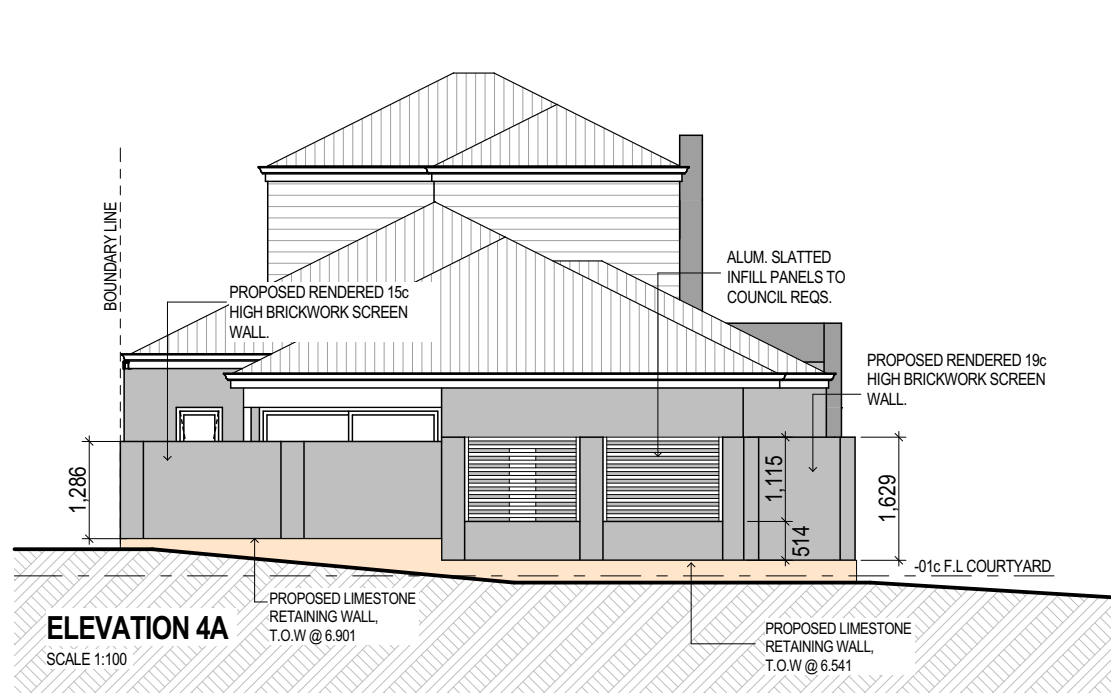 BOUNDARY LINE
ALUM. SLATTED
INFILL PANELS TO
COUNCIL REQS.
PROPOSED RENDERED 15c
HIGH BRICKWORK SCREEN
WALL.
PROPOSED RENDERED 19c
HIGH BRICKWORK SCREEN
WALL.
1,286
1,115
514
1,629
-01c F.L COURTYARD
PROPOSED LIMESTONE
RETAINING WALL,
T.O.W @ 6.901
PROPOSED LIMESTONE
RETAINING WALL,
T.O.W @ 6.541
ELEVATION 4A
SCALE 1:100